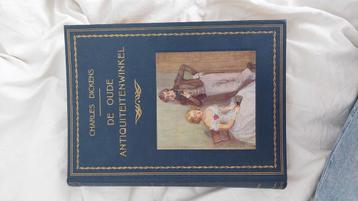 CHARLES DICKENS
DE OUDE
ANTIQUITEITENWINKEL